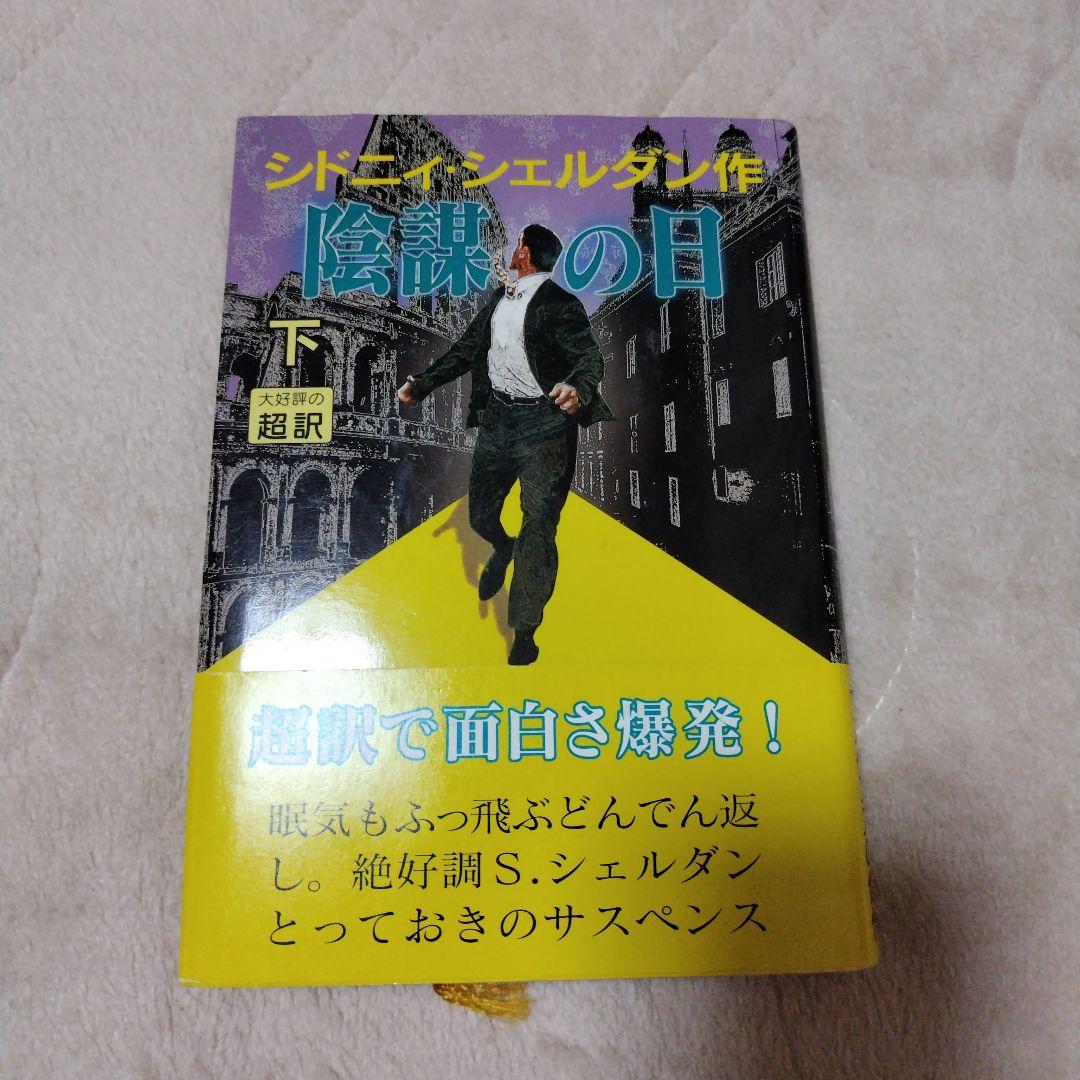 シドニィ・シェルダン作
陰謀の日
下
大好評の
超訳
超訳で面白さ爆発！
眠気もふっ飛ぶどんでん返
し。絶好調S.シェルダン
とっておきのサスペンス